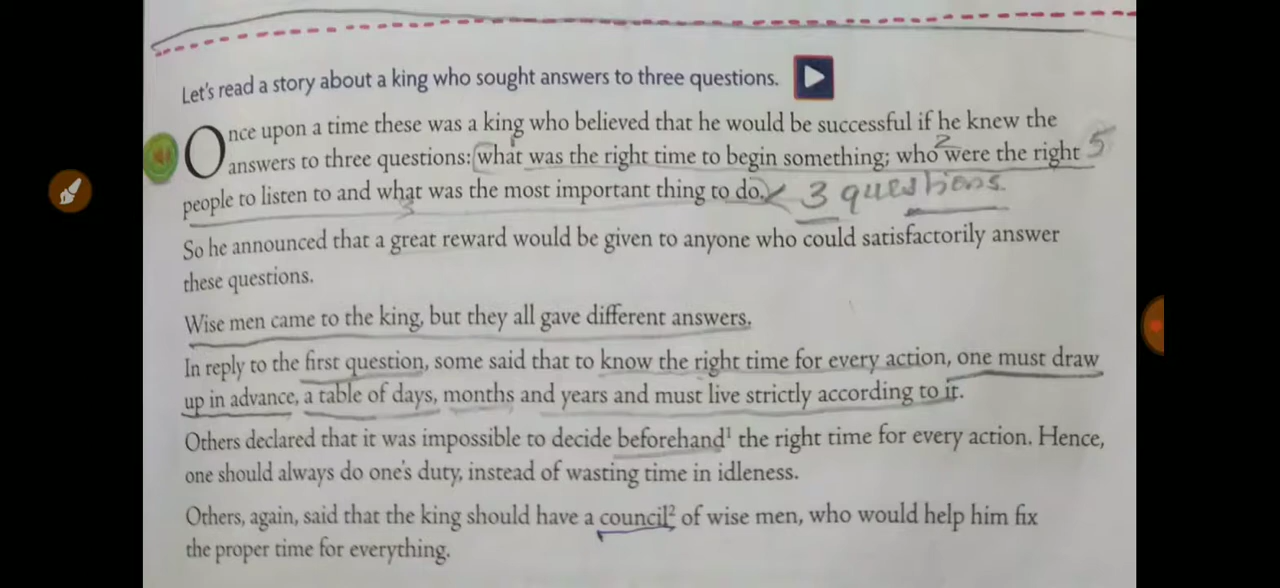 Let's read a story about a king who sought answers to three questions.
Once upon a time these was a king who believed that he would be successful if he knew the
answers to three questions: what was the right time to begin something; who were the right 5
people to listen to and what was the most important thing to do. 3 questions.
So he announced that a great reward would be given to anyone who could satisfactorily answer
these questions.
Wise men came to the king, but they all gave different answers.
In reply to the first question, some said that to know the right time for every action, one must draw
up in advance, a table of days, months and years and must live strictly according to it.
Others declared that it was impossible to decide beforehand¹ the right time for every action. Hence,
one should always do one's duty, instead of wasting time in idleness.
Others, again, said that the king should have a council² of wise men, who would help him fix
the proper time for everything.